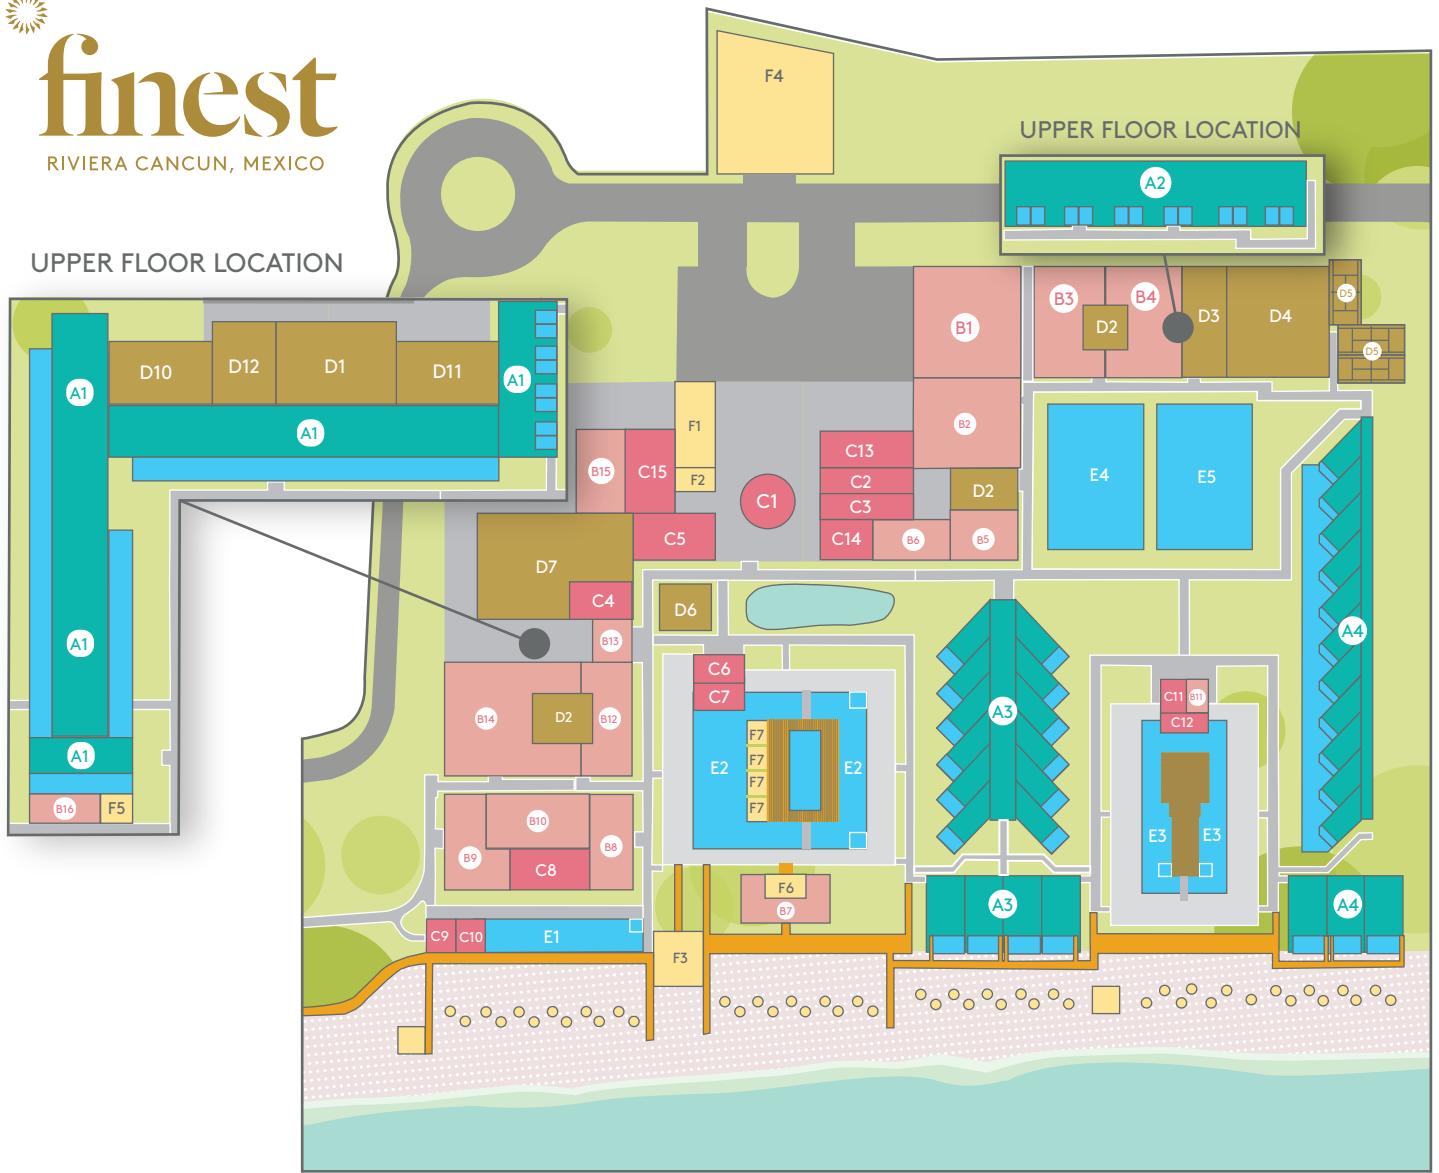 finest
RIVIERA CANCUN, MEXICO
F4
UPPER FLOOR LOCATION
A2
UPPER FLOOR LOCATION
B1
B3
B4
D2
D3
D4
D5
D5
D10
D12
D1
D11
A1
A1
A1
A1
A1
B16
F5
F1
F2
B15
C15
C5
C1
C13
C2
C3
C14
B6
B2
D2
B5
E4
E5
D7
C4
B13
D6
B14
D2
B12
C6
C7
E2
F7
F7
F7
F7
E2
A3
A4
C11
B11
C12
E3
E3
B9
B10
C8
B8
F6
B7
A3
A4
C9
C10
E1
F3